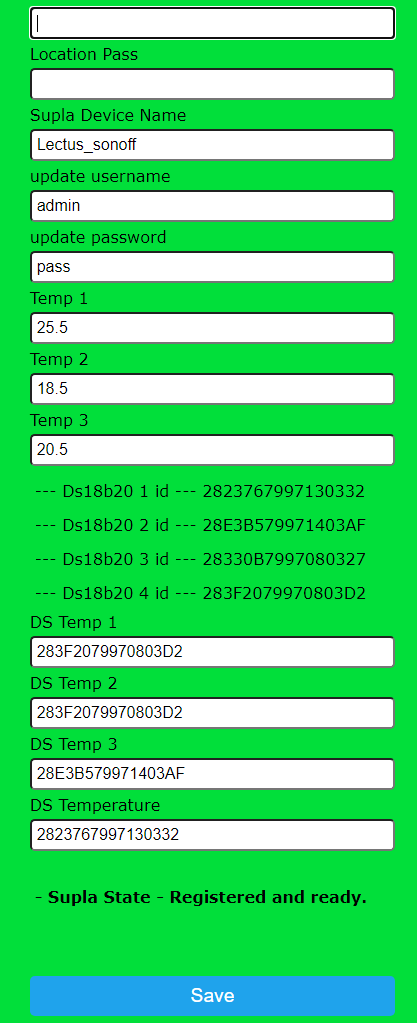 Location Pass
Supla Device Name
Lectus_sonoff
update username
admin
update password
pass
Temp 1
25.5
Temp 2
18.5
Temp 3
20.5
--- Ds18b20 1 id --- 2823767997130332
--- Ds18b20 2 id --- 28E3B579971403AF
--- Ds18b20 3 id --- 28330B7997080327
--- Ds18b20 4 id --- 283F2079970803D2
DS Temp 1
283F2079970803D2
DS Temp 2
283F2079970803D2
DS Temp 3
28E3B579971403AF
DS Temperature
2823767997130332
- Supla State - Registered and ready.
Save